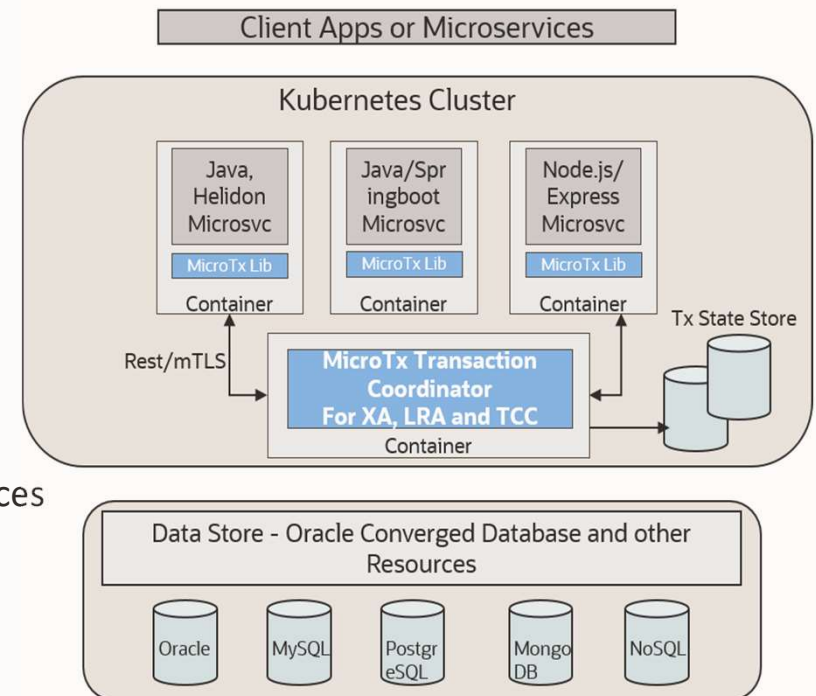 Client Apps or Microservices
Kubernetes Cluster
Java,
Helidon
Microsvc
MicroTx Lib
Container
Java/Spr
ingboot
Microsvc
MicroTx Lib
Container
Node.js/
Express
Microsvc
MicroTx Lib
Container
Tx State Store
Rest/mTLS
MicroTx Transaction
Coordinator
For XA, LRA and TCC
Container
ces
Data Store - Oracle Converged Database and other
Resources
Oracle
MySQL
Postgr
eSQL
Mongo
DB
NoSQL